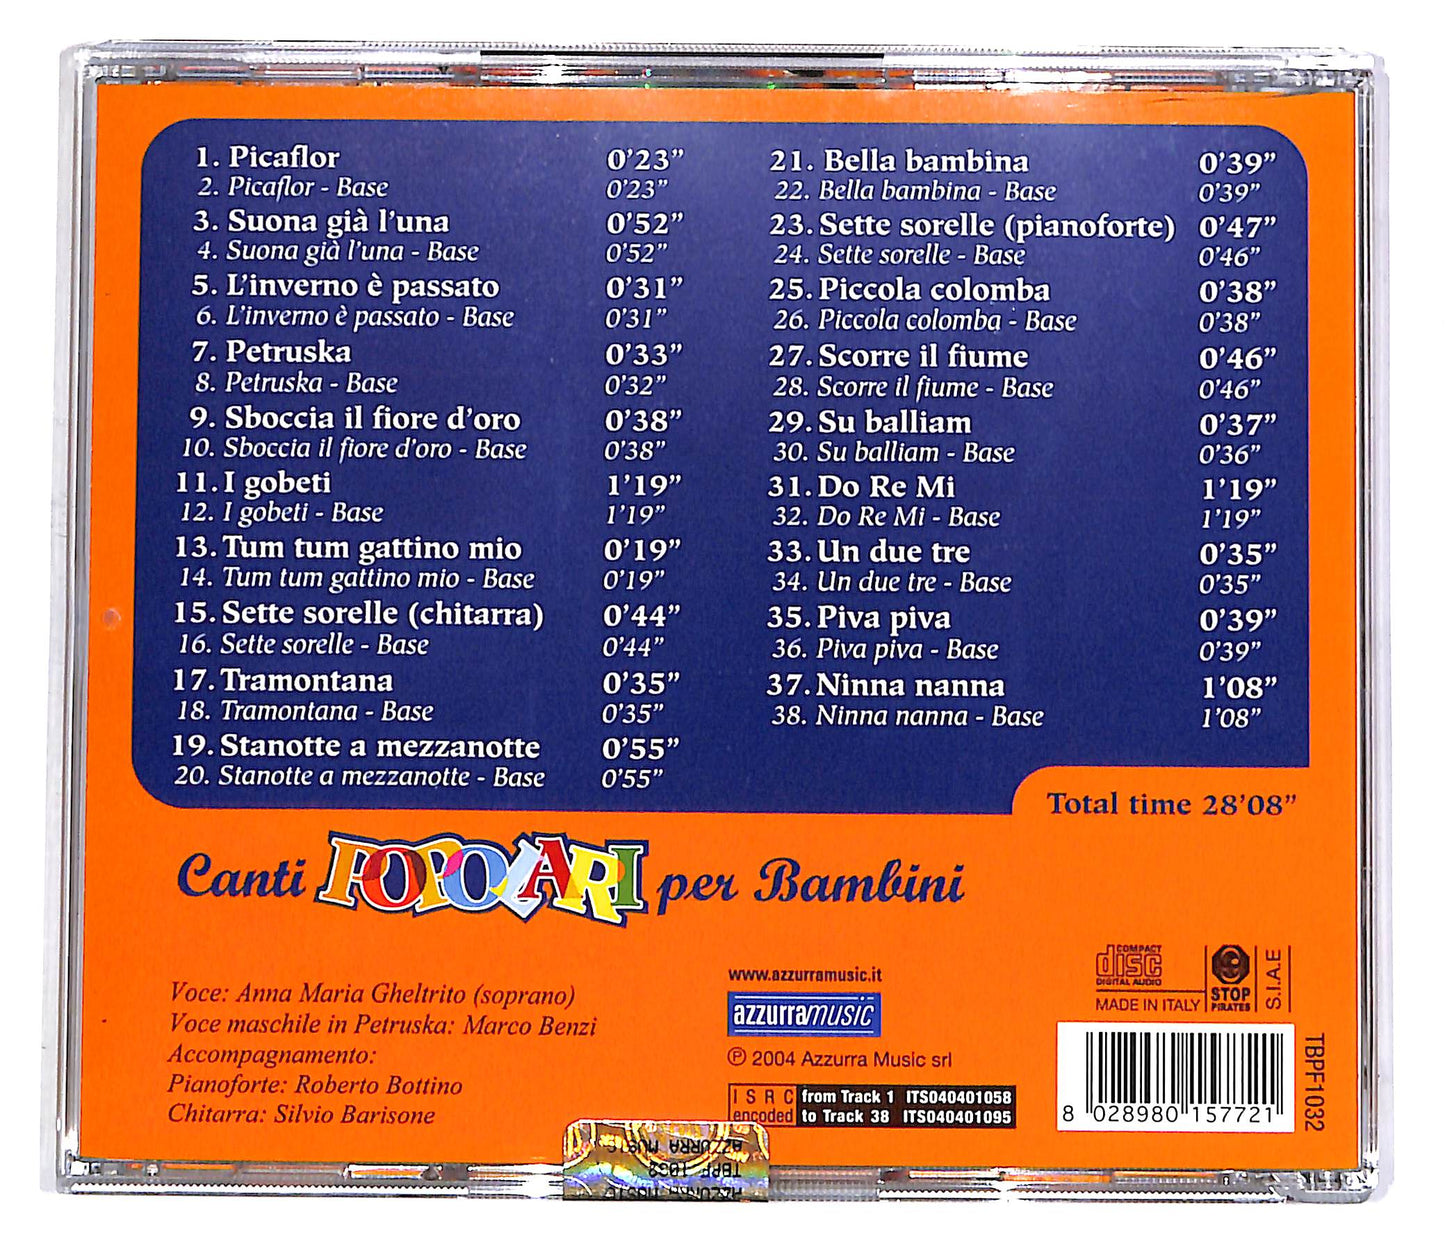 1. Picaflor 0'23"
2. Picaflor - Base 0'23"
3. Suona già l'una 0'52"
4. Suona già l'una - Base 0'52"
5. L'inverno è passato 0'31"
6. L'inverno è passato - Base 0'31"
7. Petruska 0'33"
8. Petruska - Base 0'32"
9. Sboccia il fiore d'oro 0'38"
10. Sboccia il fiore d'oro - Base 0'38"
11. I gobeti 1'19"
12. I gobeti - Base 1'19"
13. Tum tum gattino mio 0'19"
14. Tum tum gattino mio - Base 0'19"
15. Sette sorelle (chitarra) 0'44"
16. Sette sorelle - Base 0'44"
17. Tramontana 0'35"
18. Tramontana - Base 0'35"
19. Stanotte a mezzanotte 0'55"
20. Stanotte a mezzanotte - Base 0'55"
21. Bella bambina 0'39"
22. Bella bambina - Base 0'39"
23. Sette sorelle (pianoforte) 0'47"
24. Sette sorelle - Base 0'46"
25. Piccola colomba 0'38"
26. Piccola colomba - Base 0'38"
27. Scorre il fiume 0'46"
28. Scorre il fiume - Base 0'46"
29. Su balliam 0'37"
30. Su balliam - Base 0'36"
31. Do Re Mi 1'19"
32. Do Re Mi - Base 1'19"
33. Un due tre 0'35"
34. Un due tre - Base 0'35"
35. Piva piva 0'39"
36. Piva piva - Base 0'39"
37. Ninna nanna 1'08"
38. Ninna nanna - Base 1'08"
Total time 28'08"
Canti POPOLARI per Bambini
Voce: Anna Maria Gheltrito (soprano)
Voce maschile in Petruska: Marco Benzi
Accompagnamento:
Pianoforte: Roberto Bottino
Chitarra: Silvio Barisone
www.azzurramusic.it
azzurramusic
℗ 2004 Azzurra Music srl
ISRC from Track 1 ITS040401058
encoded to Track 38 ITS040401095
COMPACT
disc
DIGITAL AUDIO
MADE IN ITALY
STOP
PIRATES
S.I.A.E
8 028980 157721
TBPF1032
AZZURRA MUSIC
TBPF 1032
AZZURRA MUSIC